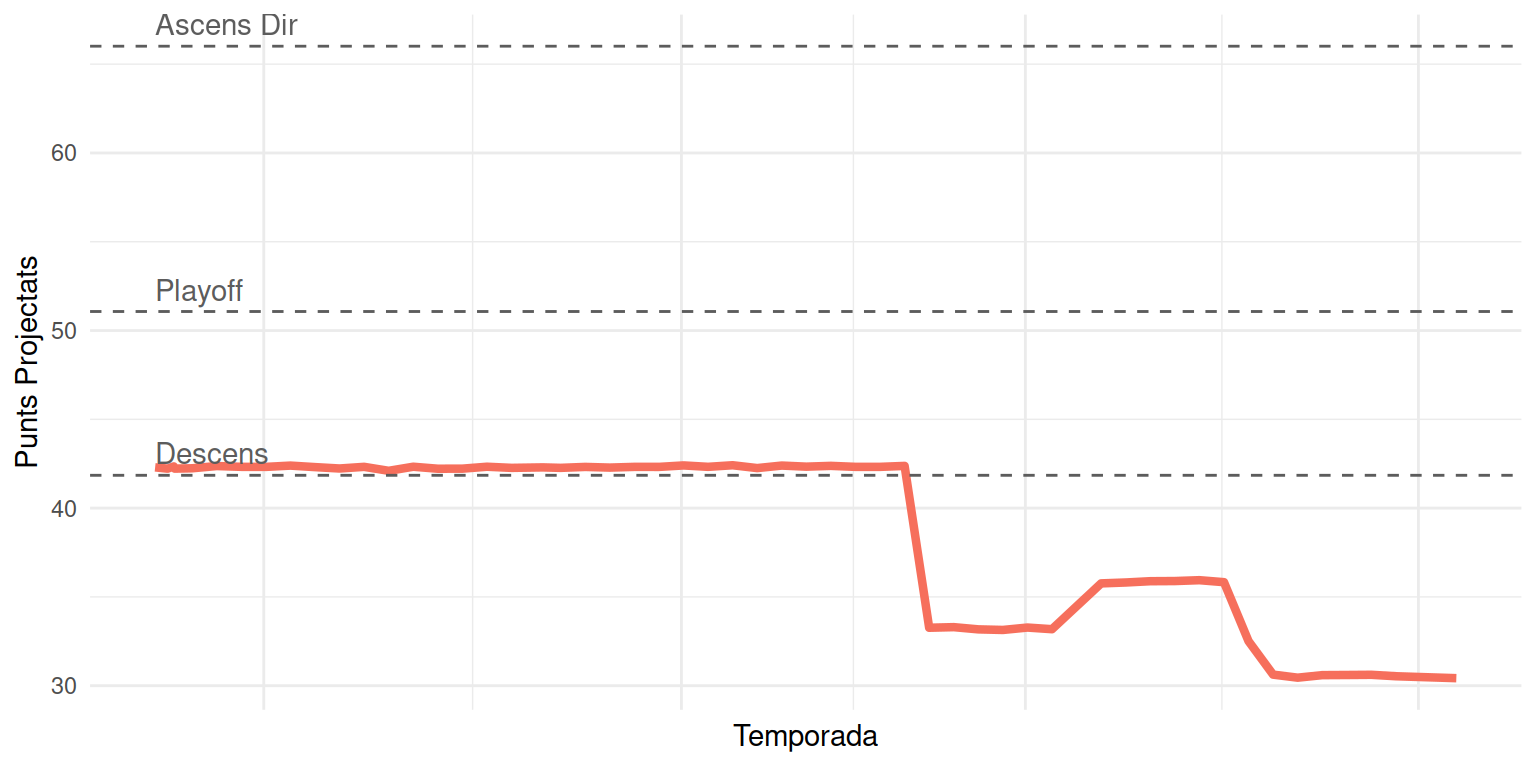 Ascens Dir
60
Playoff
50
Descens
40
30
Punts Projectats
Temporada